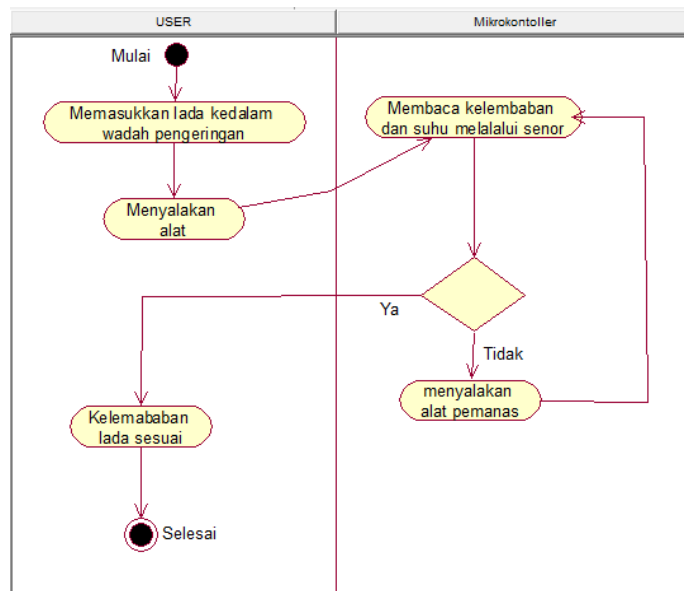 USER
Mikrokontoller
Mulai
Memasukkan lada kedalam
wadah pengeringan
Menyalakan
alat
Membaca kelembaban
dan suhu melalalui senor
Ya
Tidak
menyalakan
alat pemanas
Kelemababan
lada sesuai
Selesai